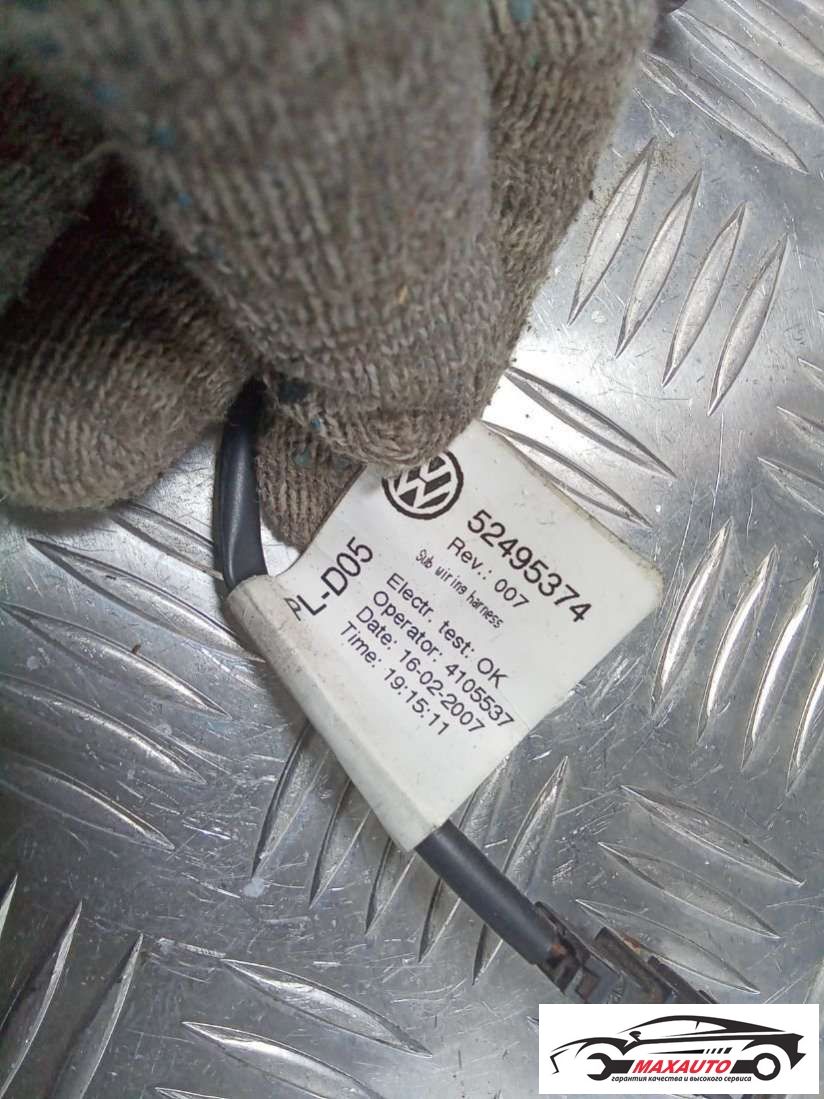 52495374
Rev.: 007
Sub wiring harness
PL-D05
Electr. test: OK
Operator: 4105537
Date: 16-02-2007
Time: 19:15:11
MAXAUTO
гарантия качества и высокого сервиса